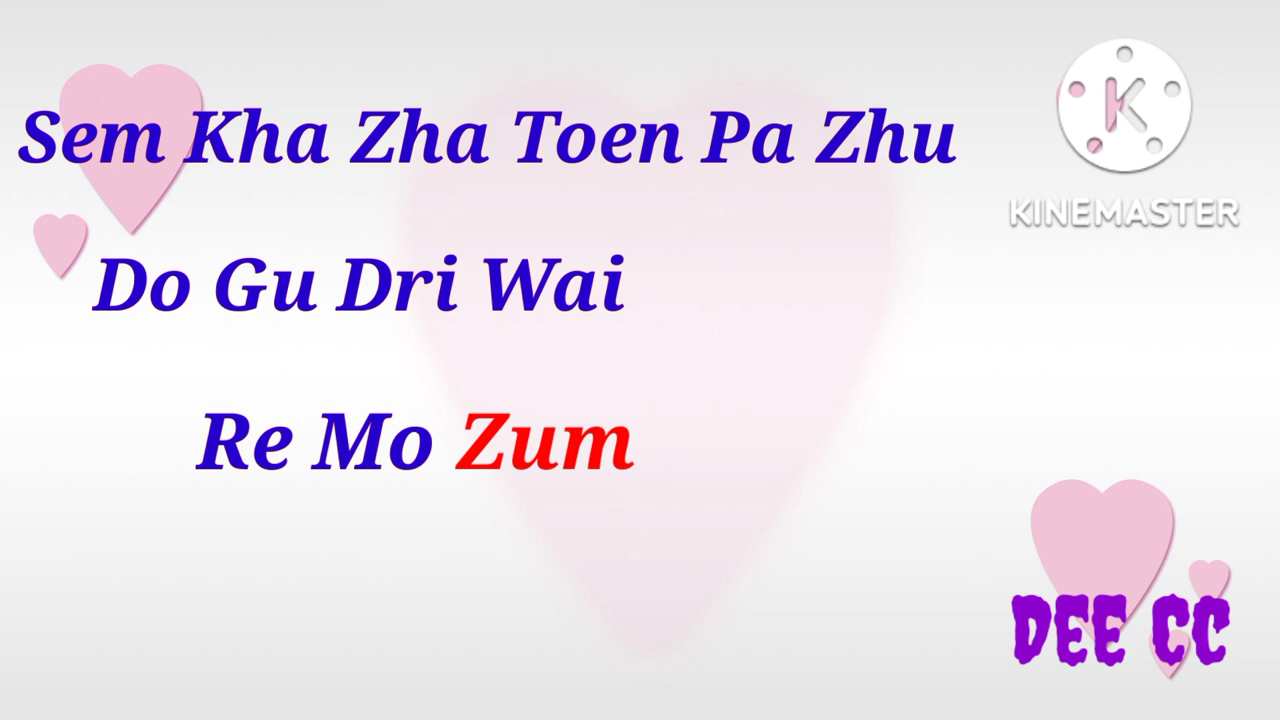 Sem Kha Zha Toen Pa Zhu
Do Gu Dri Wai
Re Mo Zum
K
KINEMASTER
DEE CC